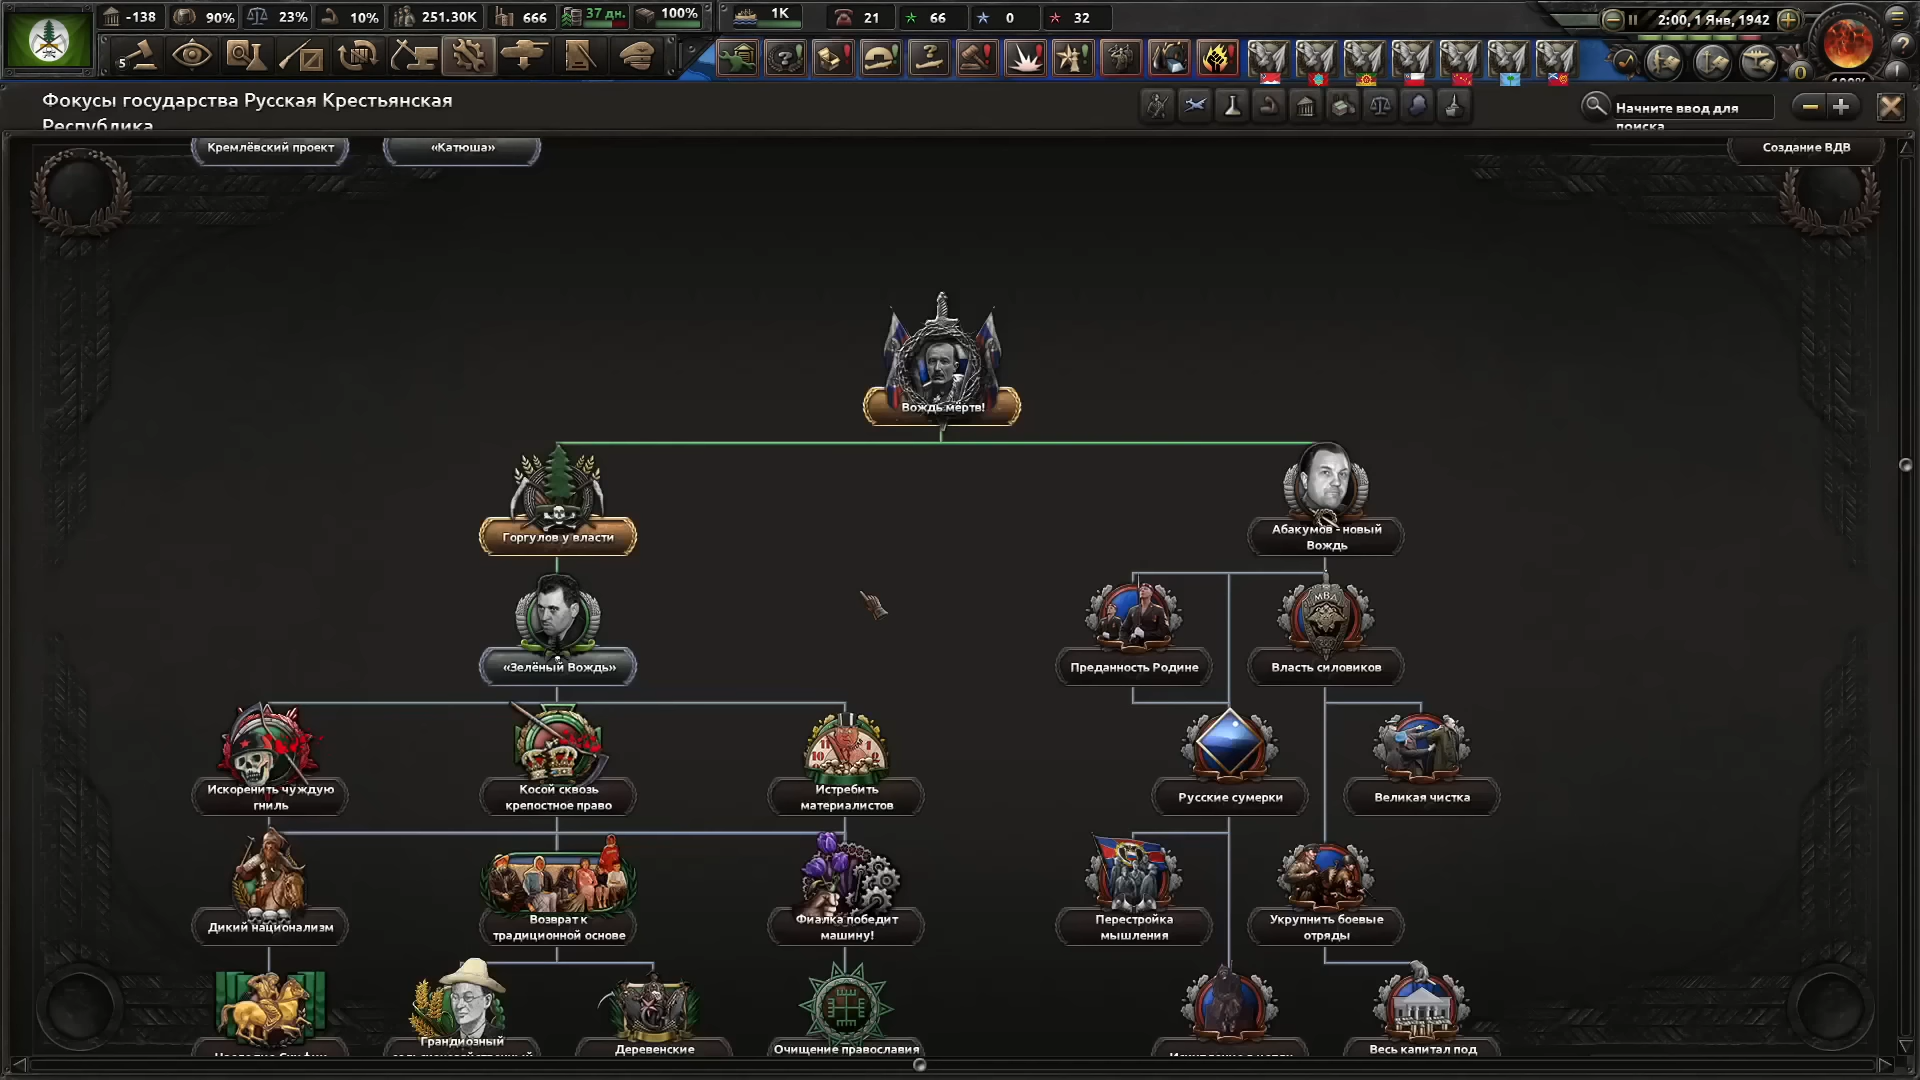 -138
90%
23%
10%
251.30K
666
37 дн.
100%
1K
21
66
0
32
2:00, 1 Янв, 1942
5
0
Фокусы государства Русская Крестьянская
Республика
Начните ввод для
поиска
Кремлёвский проект
«Катюша»
Создание ВДВ
Вождь мёртв!
Горгулов у власти
Абакумов - новый
Вождь
«Зелёный Вождь»
Преданность Родине
Власть силовиков
Искоренить чуждую
гниль
Косой сквозь
крепостное право
Истребить
материалистов
Русские сумерки
Великая чистка
Дикий национализм
Возврат к
традиционной основе
Фиалка победит
машину!
Перестройка
мышления
Укрупнить боевые
отряды
Грандиозный
Деревенские
Очищение православия
Весь капитал под